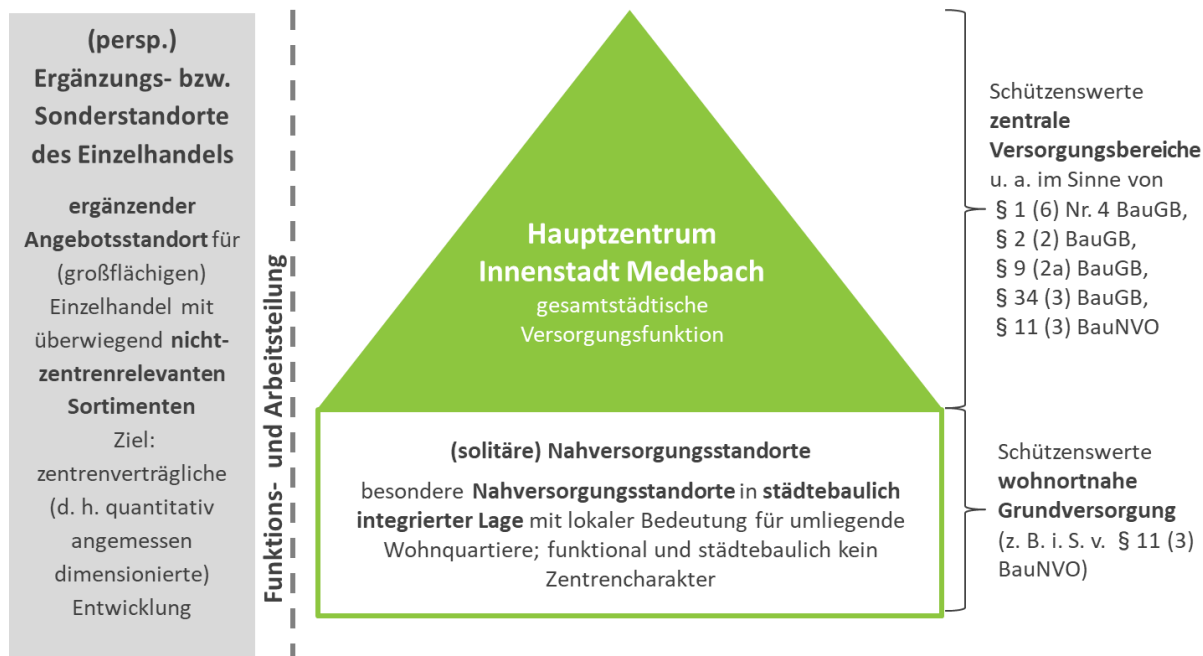 (persp.)
Ergänzungs- bzw.
Sonderstandorte
des Einzelhandels
ergänzender
Angebotsstandort für
(großflächigen)
Einzelhandel mit
überwiegend nicht-
zentrenrelevanten
Sortimenten
Ziel:
zentrenverträgliche
(d. h. quantitativ
angemessen
dimensionierte)
Entwicklung
Funktions- und Arbeitsteilung
Hauptzentrum
Innenstadt Medebach
gesamtstädtische
Versorgungsfunktion
(solitäre) Nahversorgungsstandorte
besondere Nahversorgungsstandorte in städtebaulich
integrierter Lage mit lokaler Bedeutung für umliegende
Wohnquartiere; funktional und städtebaulich kein
Zentrencharakter
Schützenswerte
zentrale
Versorgungsbereiche
u. a. im Sinne von
§ 1 (6) Nr. 4 BauGB,
§ 2 (2) BauGB,
§ 9 (2a) BauGB,
§ 34 (3) BauGB,
§ 11 (3) BauNVO
Schützenswerte
wohnortnahe
Grundversorgung
(z. B. i. S. v. § 11 (3)
BauNVO)